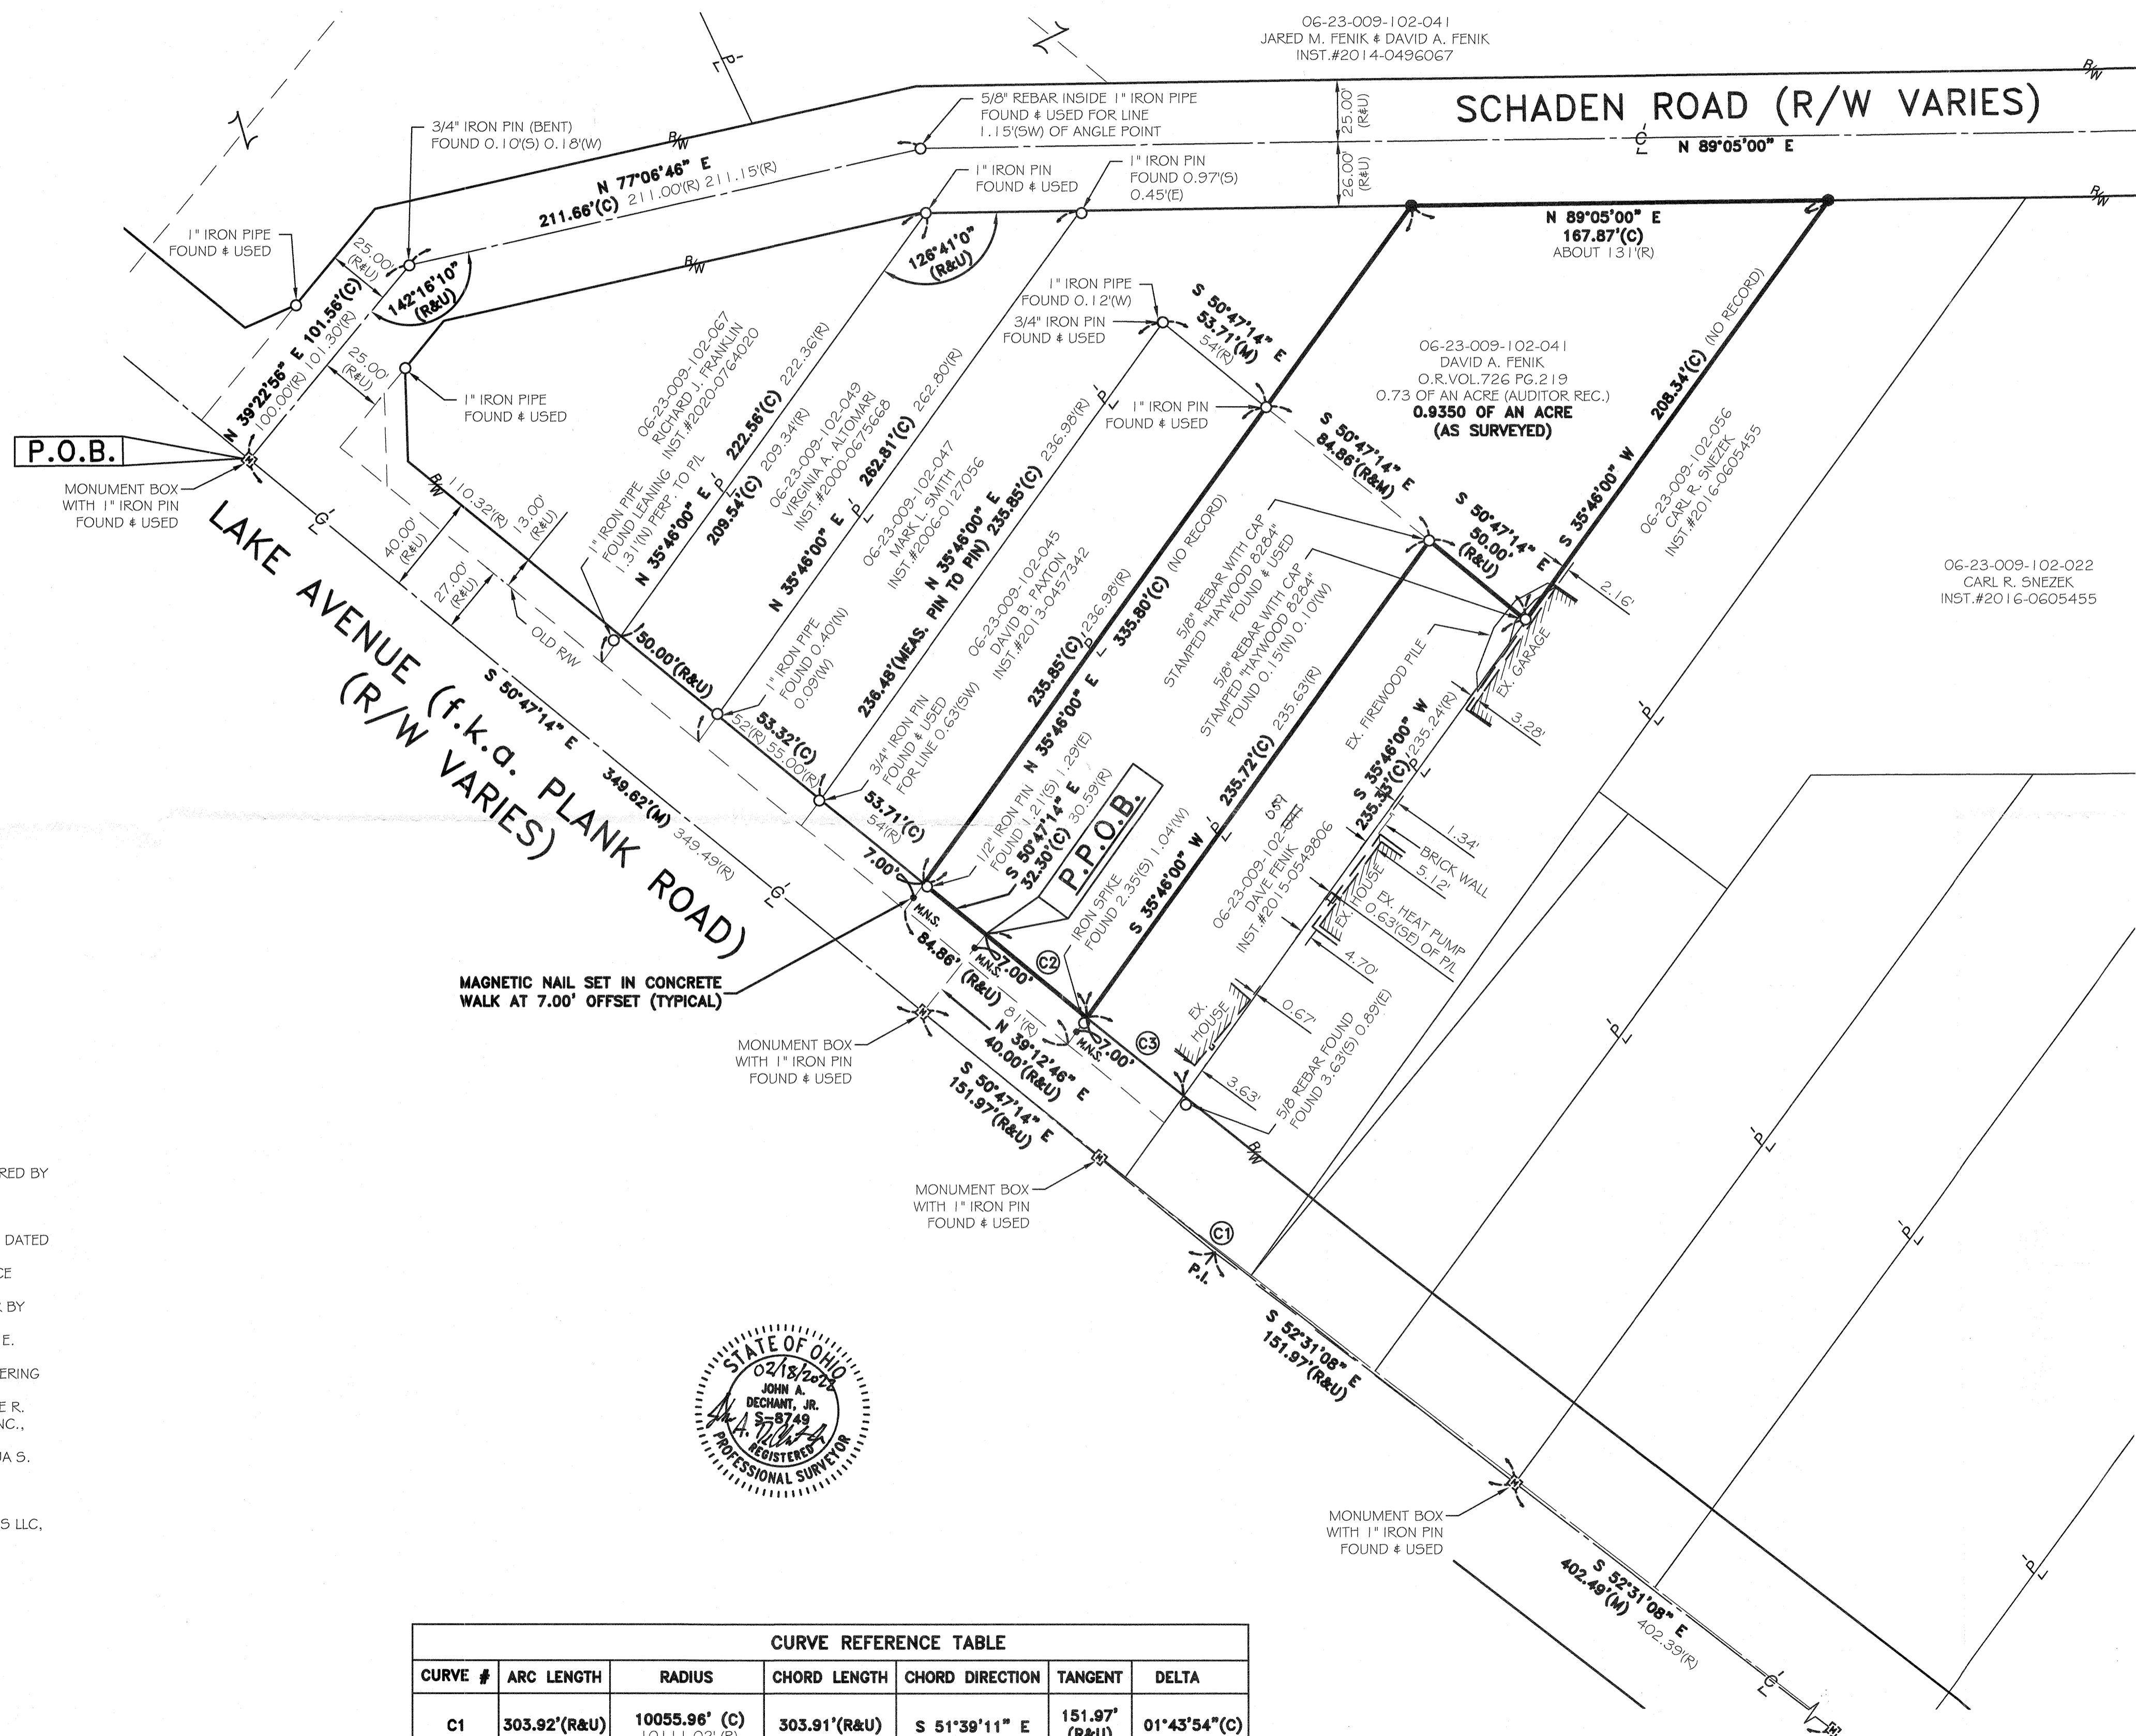 06-23-009-102-041
JARED M. FENIK & DAVID A. FENIK
INST.#2014-0496067
SCHADEN ROAD (R/W VARIES)
R/W
P/L
C/L
N 89°05'00" E
25.00'
(R&U)
26.00'
(R&U)
5/8" REBAR INSIDE 1" IRON PIPE
FOUND & USED FOR LINE
1.15'(SW) OF ANGLE POINT
3/4" IRON PIN (BENT)
FOUND 0.10'(S) 0.18'(W)
R/W
N 77°06'46" E
211.66'(C) 211.00'(R) 211.15'(R)
1" IRON PIN
FOUND & USED
1" IRON PIN
FOUND 0.97'(S)
0.45'(E)
1" IRON PIPE
FOUND & USED
25.00'
(R&U)
142°16'10"
(R&U)
R/W
126°41'0"
(R&U)
N 89°05'00" E
167.87'(C)
ABOUT 131'(R)
R/W
N 39°22'56" E 101.56'(C)
100.00'(R) 101.30'(R)
25.00'
(R&U)
1" IRON PIPE
FOUND & USED
1" IRON PIPE
FOUND 0.12'(W)
3/4" IRON PIN
FOUND & USED
S 50°47'14" E
53.71'(M)
54'(R)
1" IRON PIN
FOUND & USED
06-23-009-102-041
DAVID A. FENIK
O.R.VOL.726 PG.219
0.73 OF AN ACRE (AUDITOR REC.)
0.9350 OF AN ACRE
(AS SURVEYED)
S 35°46'00" W
208.34'(C) (NO RECORD)
06-23-009-102-056
CARL R. SNEZEK
INST.#2016-0605455
06-23-009-102-022
CARL R. SNEZEK
INST.#2016-0605455
P.O.B.
MONUMENT BOX
WITH 1" IRON PIN
FOUND & USED
06-23-009-102-067
RICHARD J. FRANKLIN
INST.#2020-0764020
N 35°46'00" E
222.56'(C) 222.36'(R)
209.54'(C) 209.34'(R)
06-23-009-102-049
VIRGINIA A. ALTOMARI
INST.#2000-0675668
N 35°46'00" E
262.81'(C) 262.80'(R)
06-23-009-102-047
MARK L. SMITH
INST.#2006-0127056
N 35°46'00" E
236.48'(MEAS. PIN TO PIN) 235.85'(C) 236.98'(R)
06-23-009-102-045
DAVID B. PAXTON
INST.#2013-0457342
235.85'(C) 236.98'(R)
N 35°46'00" E
335.80'(C) (NO RECORD)
S 50°47'14" E
84.86'(R&M)
S 50°47'14" E
50.00'
(R&U)
5/8" REBAR WITH CAP
STAMPED "HAYWOOD 8284"
FOUND & USED
5/8" REBAR WITH CAP
STAMPED "HAYWOOD 8284"
FOUND 0.15'(N) 0.10'(W)
2.16'
EX. GARAGE
EX. FIREWOOD PILE
3.28'
LAKE AVENUE (f.k.a. PLANK ROAD)
(R/W VARIES)
C/L
R/W
110.32'(R)
13.00'
(R&U)
40.00'
(R&U)
27.00'
(R&U)
OLD R/W
1" IRON PIPE
FOUND LEANING
1.31'(N) PERP. TO P/L
50.00'(R&U)
1" IRON PIPE
FOUND 0.40'(N)
0.09'(W)
53.32'(C)
52'(R) 55.00'(R)
3/4" IRON PIN
FOUND & USED
FOR LINE 0.63'(SW)
53.71'(C)
54'(R)
7.00'
S 50°47'14" E
349.62'(M) 349.49'(R)
C/L
1/2" IRON PIN
FOUND 1.21'(S) 1.29'(E)
S 50°47'14" E
32.30'(C) 30.59'(R)
P.P.O.B.
IRON SPIKE
FOUND 2.35'(S) 1.04'(W)
S 35°46'00" W
235.72'(C) 235.63'(R)
06-23-009-102-041
059
DAVE FENIK
INST.#2015-0549806
S 35°46'00" W
235.33'(C) 235.24'(R)
1.34'
BRICK WALL
5.12'
EX. HOUSE
EX. HEAT PUMP
0.63'(SE) OF P/L
4.70'
0.67'
EX.
HOUSE
3.63'
5/8 REBAR FOUND
FOUND 3.63'(S) 0.89'(E)
M.N.S.
84.86' (R&U) 81'(R)
M.N.S.
7.00'
C2
M.N.S.
7.00'
C3
MAGNETIC NAIL SET IN CONCRETE
WALK AT 7.00' OFFSET (TYPICAL)
MONUMENT BOX
WITH 1" IRON PIN
FOUND & USED
N 39°12'46" E
40.00'(R&U)
S 50°47'14" E
151.97'(R&U)
MONUMENT BOX
WITH 1" IRON PIN
FOUND & USED
C1
P.I.
R/W
S 52°31'08" E
151.97'(R&U)
MONUMENT BOX
WITH 1" IRON PIN
FOUND & USED
S 52°31'08" E
402.49'(M) 402.39'(R)
C/L
P/L
P/L
P/L
P/L
P/L
RED BY
DATED
CE
R BY
E.
ERING
E R.
NC.,
UA S.
S LLC,
STATE OF OHIO
02/18/2022
JOHN A.
DECHANT, JR.
S-8749
REGISTERED
PROFESSIONAL SURVEYOR
CURVE REFERENCE TABLE
CURVE # ARC LENGTH RADIUS CHORD LENGTH CHORD DIRECTION TANGENT DELTA
C1 303.92'(R&U) 10055.96' (C) 303.91'(R&U) S 51°39'11" E 151.97' (R&U) 01°43'54"(C)